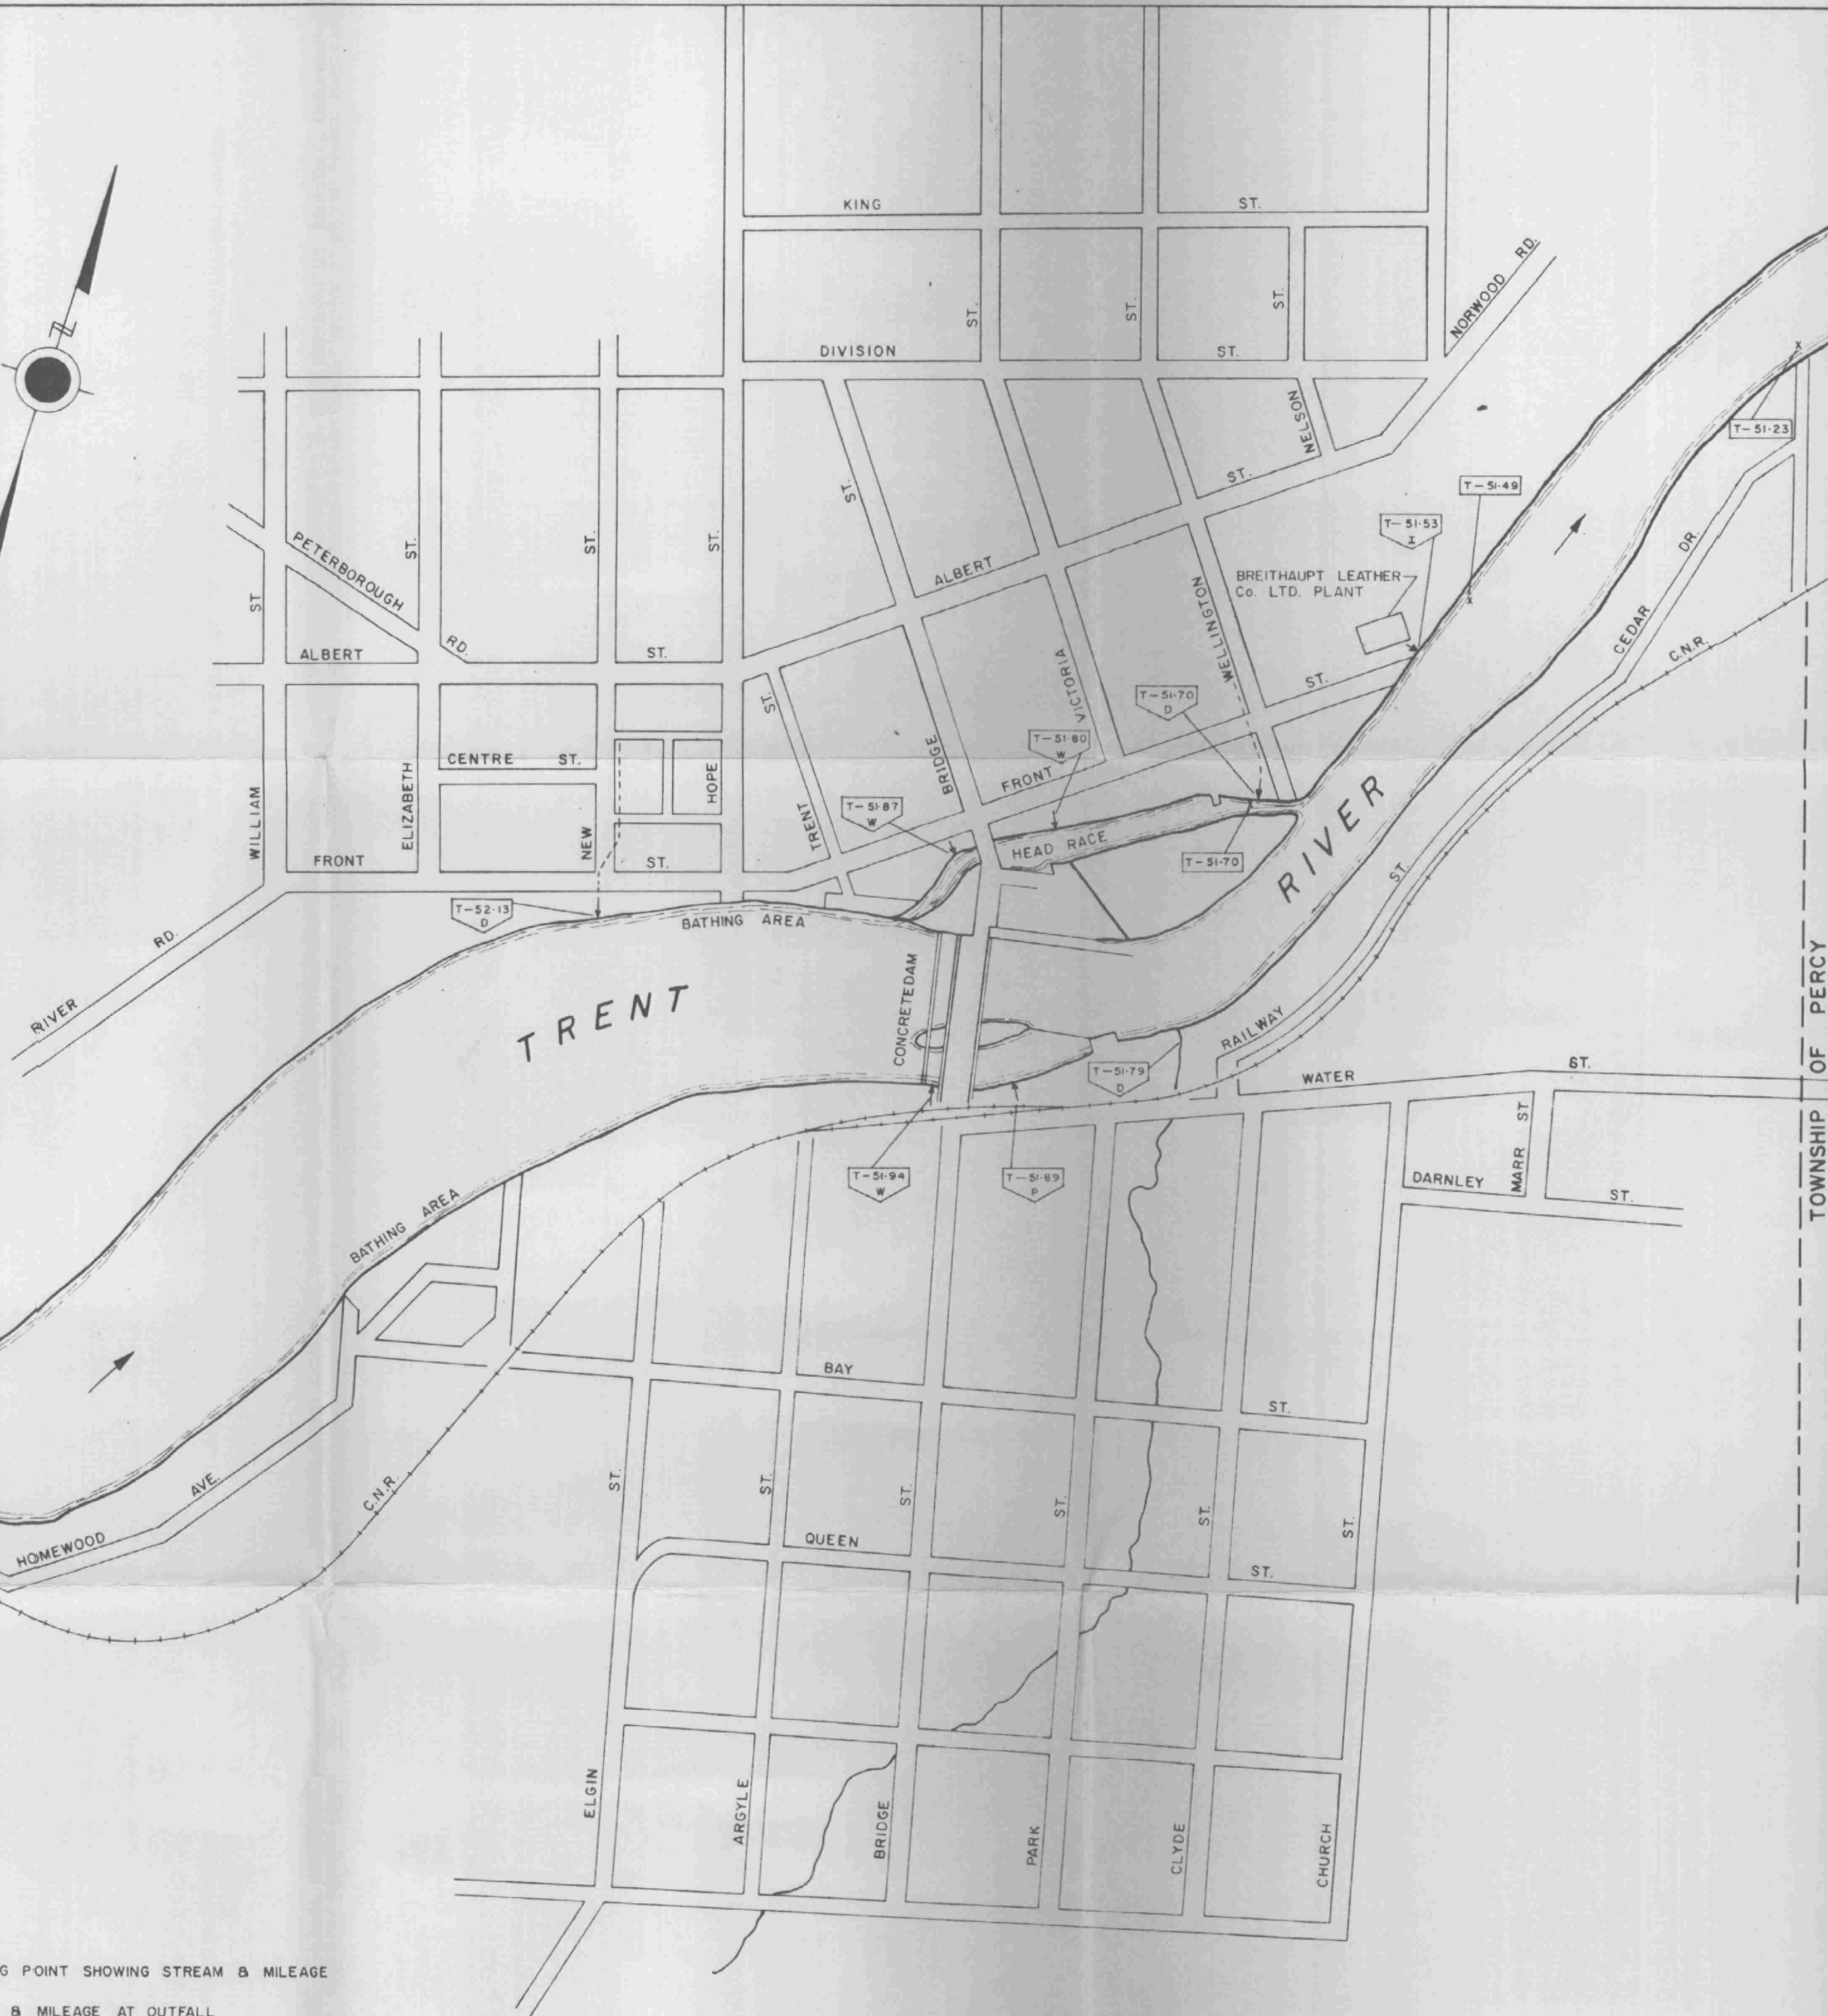 KING ST.
NORWOOD RD.
ST.
ST.
ST.
DIVISION ST.
NELSON
T-51·23
ST.
ST.
T-51·49
T-51·53
I
PETERBOROUGH RD.
ST.
ST.
ST.
DR.
ALBERT
BREITHAUPT LEATHER
Co. LTD. PLANT
WELLINGTON
ST
CEDAR
C.N.R.
ALBERT ST.
VICTORIA
ST.
T-51·70
D
ST.
T-51·80
W
BRIDGE
CENTRE ST.
FRONT
HOPE
ELIZABETH
WILLIAM
T-51·87
W
TRENT
NEW
HEAD RACE
RIVER
T-51·70
FRONT ST.
ST.
T-52·13
D
BATHING AREA
RD.
RIVER
TRENT
CONCRETE DAM
RAILWAY
T-51·79
D
WATER ST.
TOWNSHIP OF PERCY
ST
MARR
DARNLEY ST.
T-51·94
W
T-51·89
P
BATHING AREA
BAY ST.
AVE.
HOMEWOOD
C.N.R.
ST.
ST.
ST.
ST.
ST.
ST.
QUEEN ST.
ELGIN
ARGYLE
BRIDGE
PARK
CLYDE
CHURCH
G POINT SHOWING STREAM & MILEAGE
& MILEAGE AT OUTFALL